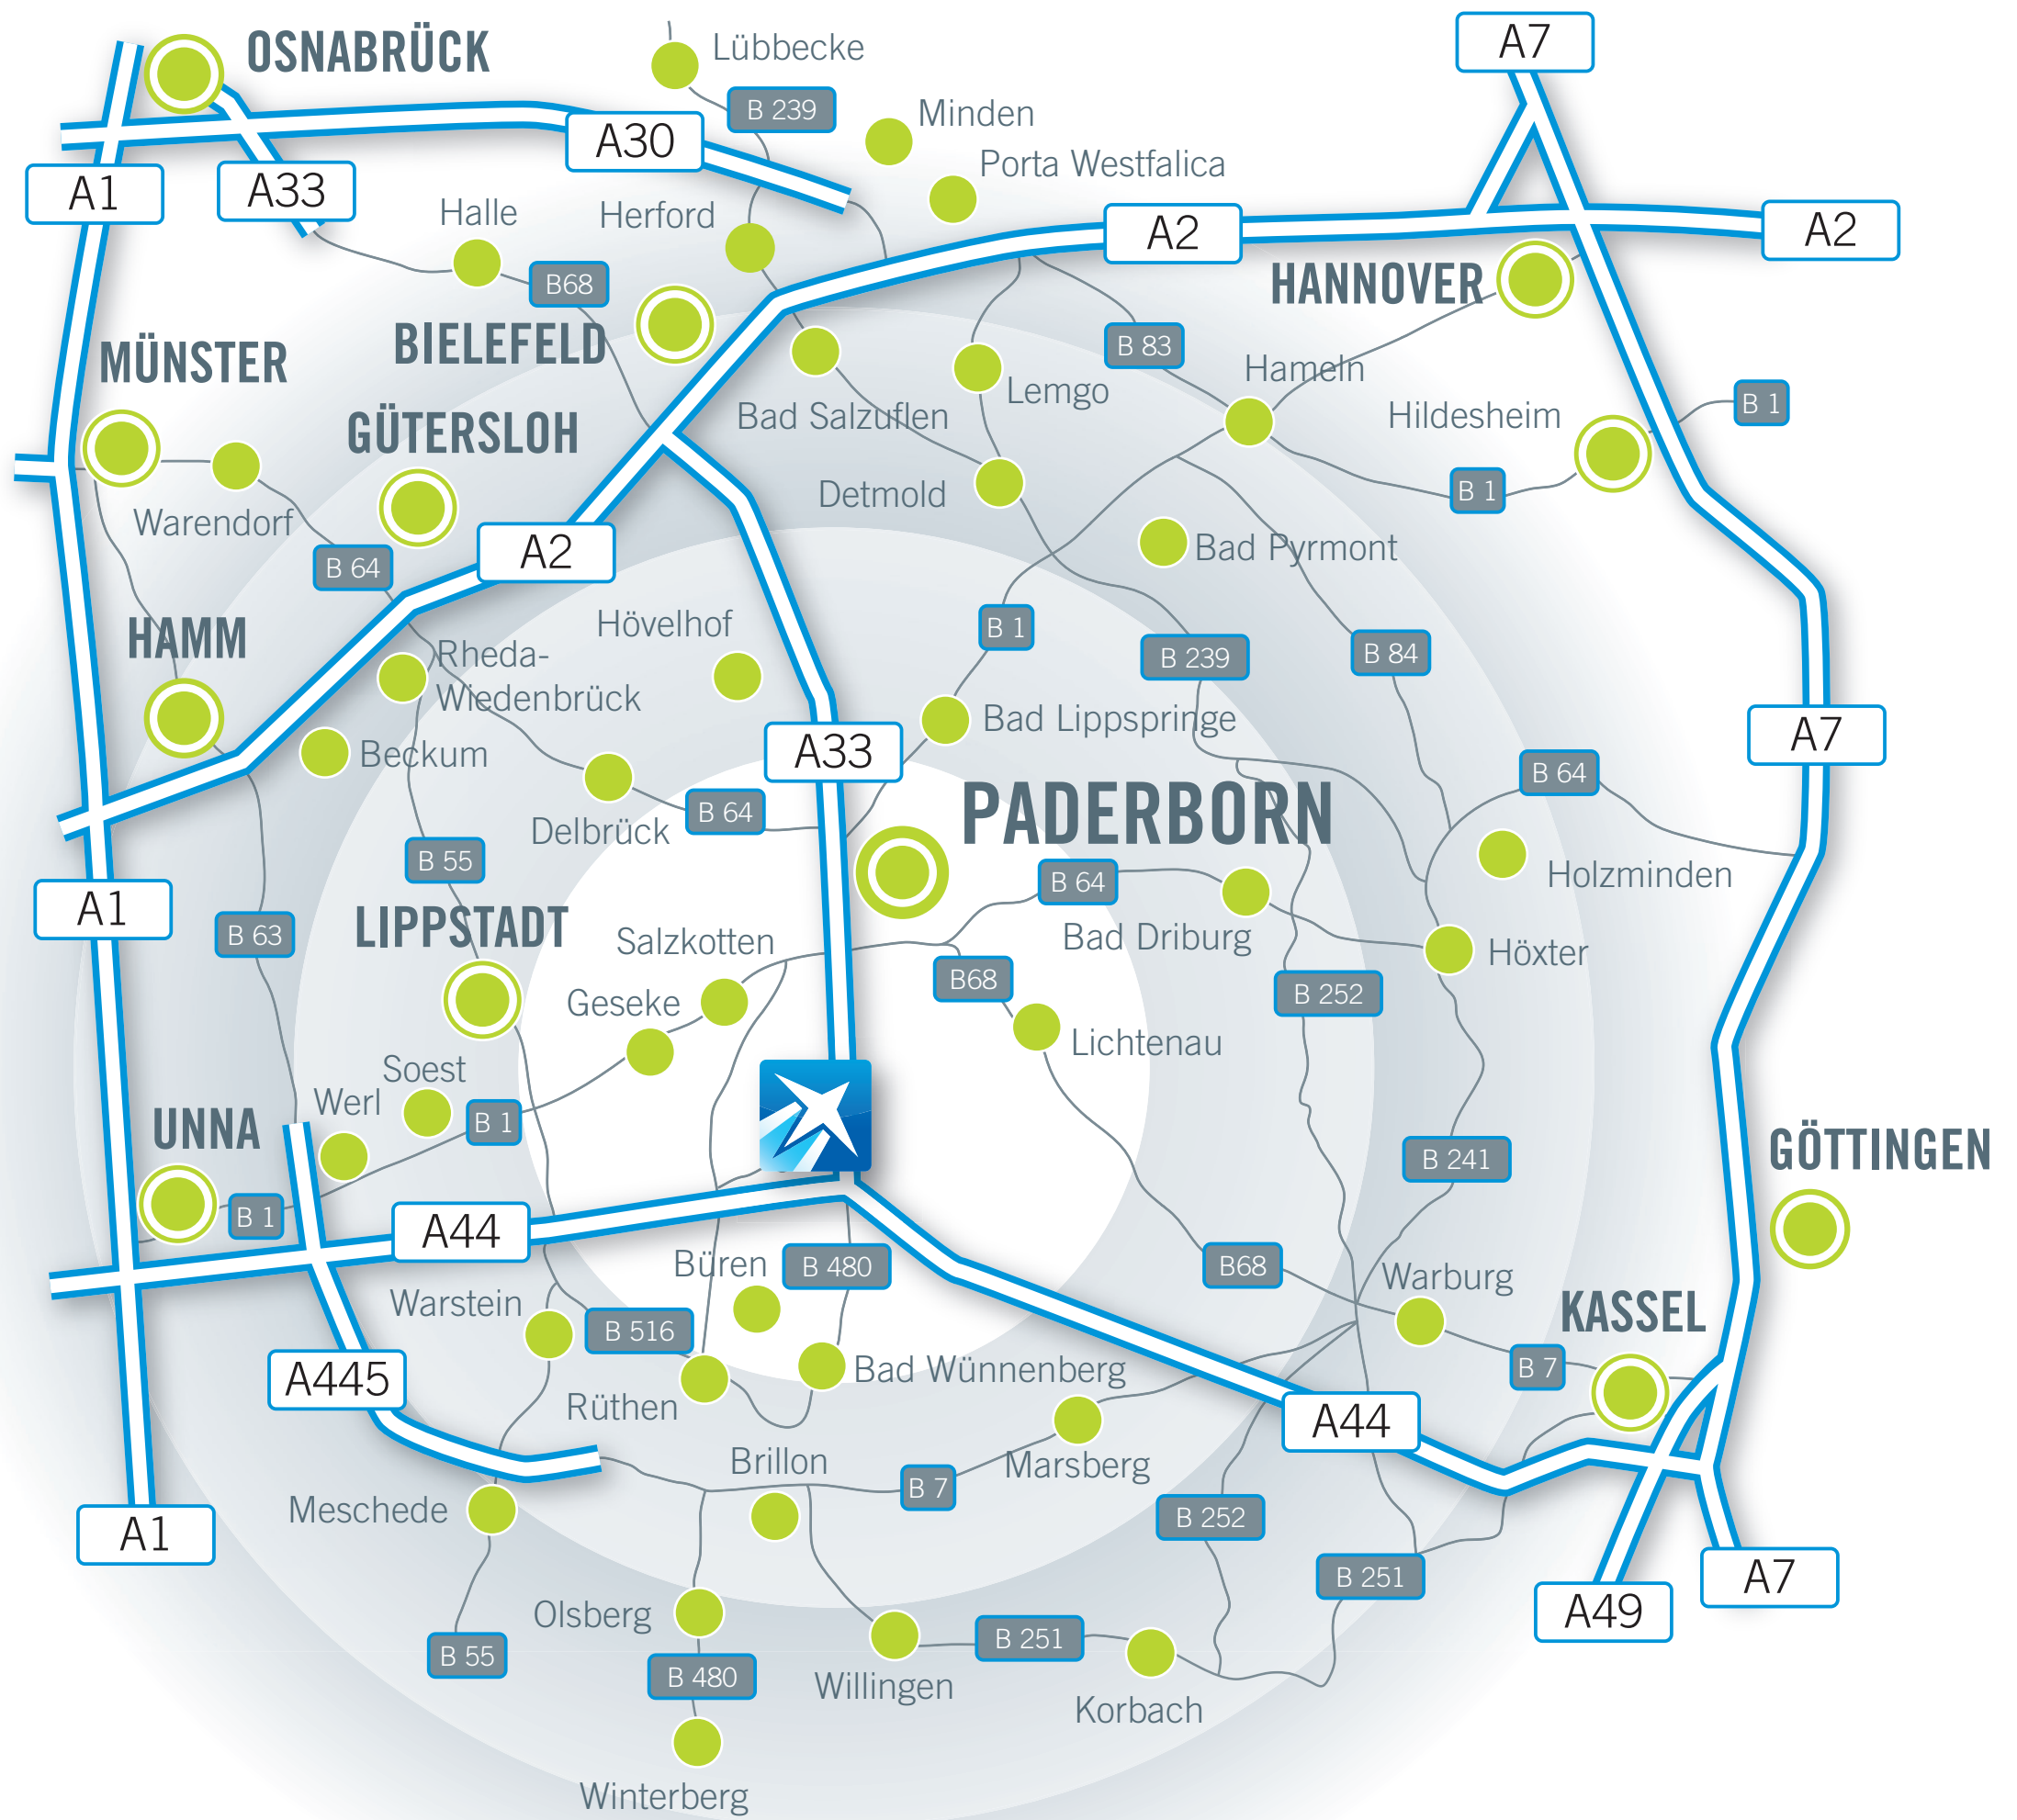 OSNABRÜCK
Lübbecke
A7
B 239
Minden
A30
Porta Westfalica
A1
A33
Halle
Herford
A2
A2
B68
HANNOVER
BIELEFELD
MÜNSTER
B 83
Hameln
Lemgo
B 1
Bad Salzuflen
Hildesheim
GÜTERSLOH
Detmold
B 1
Warendorf
A2
Bad Pyrmont
B 64
HAMM
Hövelhof
B 1
Rheda-
Wiedenbrück
B 239
B 84
Bad Lippspringe
A7
Beckum
A33
B 64
PADERBORN
B 64
Delbrück
B 55
Holzminden
B 64
A1
B 63
LIPPSTADT
Salzkotten
Bad Driburg
Höxter
B68
B 252
Geseke
Lichtenau
Soest
Werl
B 1
UNNA
GÖTTINGEN
B 241
B 1
A44
Büren
B 480
B68
Warburg
Warstein
KASSEL
B 516
B 7
A445
Bad Wünnenberg
Rüthen
A44
Brillon
Marsberg
B 7
Meschede
B 252
A1
B 251
A7
Olsberg
A49
B 251
B 55
B 480
Willingen
Korbach
Winterberg